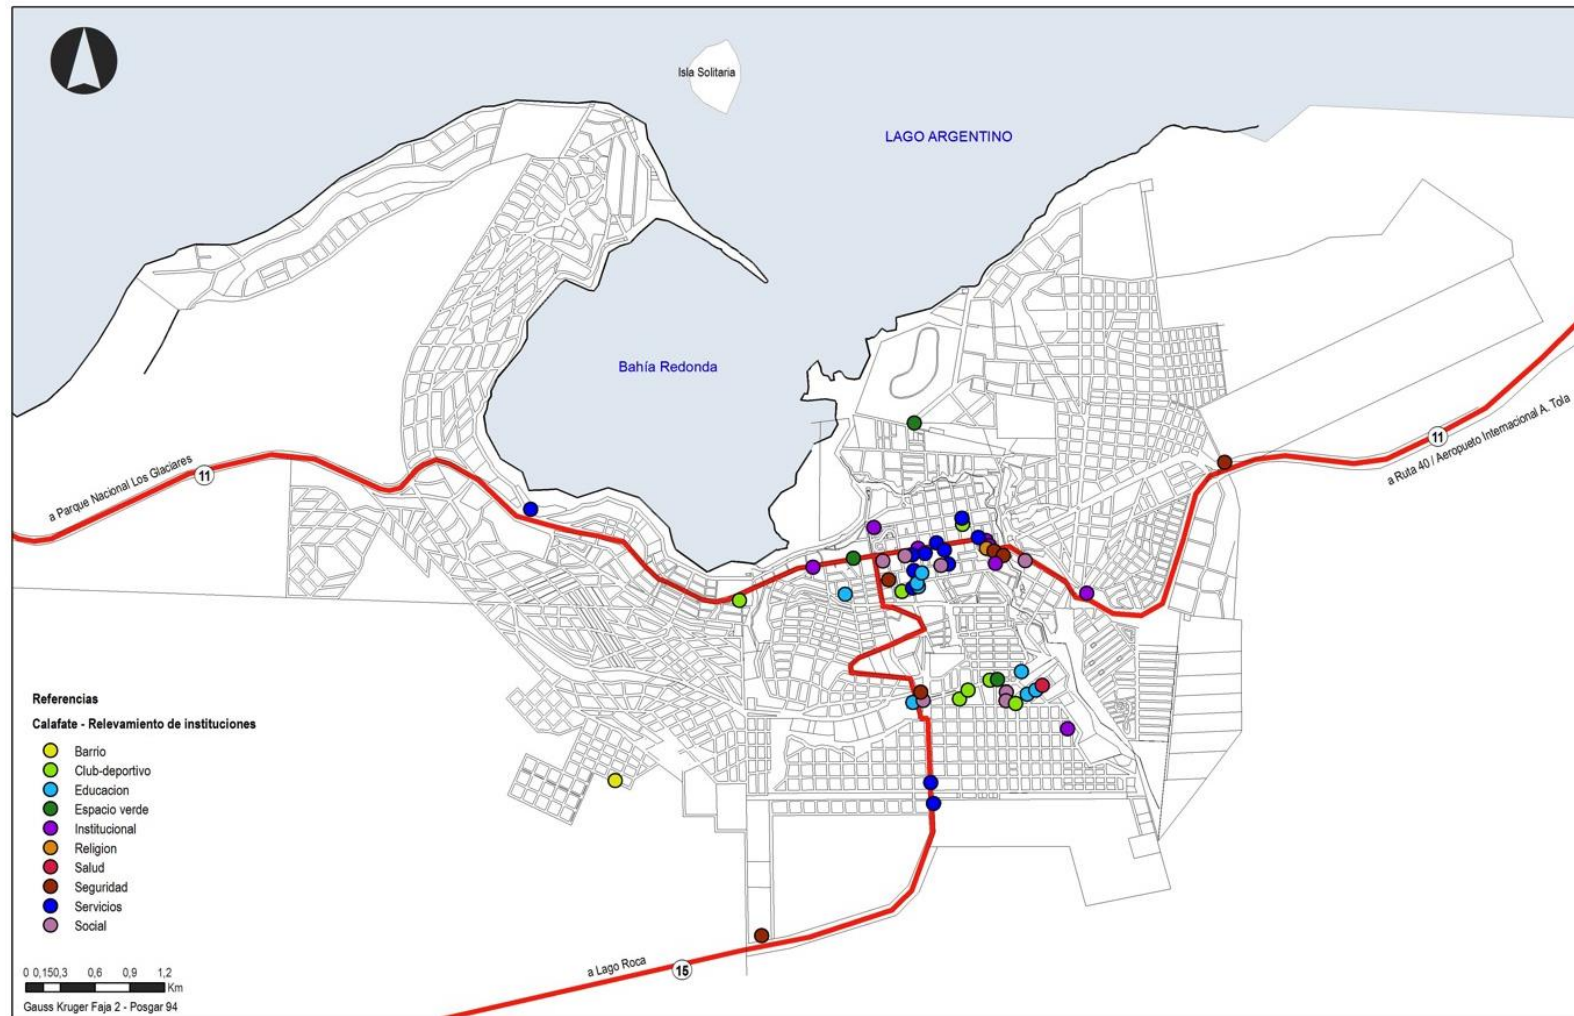 Isla Solitaria
LAGO ARGENTINO
Bahía Redonda
a Parque Nacional Los Glaciares
11
11
a Ruta 40 / Aeropueto Internacional A. Tola
Referencias
Calafate - Relevamiento de instituciones
Barrio
Club-deportivo
Educacion
Espacio verde
Institucional
Religion
Salud
Seguridad
Servicios
Social
a Lago Roca
15
0 0,150,3 0,6 0,9 1,2
Km
Gauss Kruger Faja 2 - Posgar 94